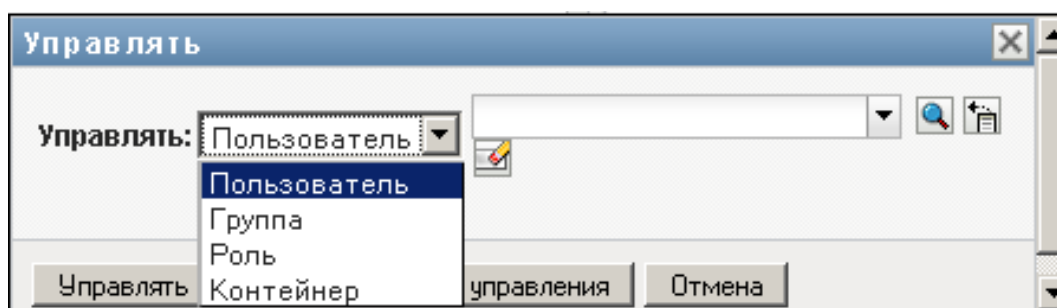 Управлять
Управлять: Пользователь
Пользователь
Группа
Роль
Контейнер
Управлять управления Отмена